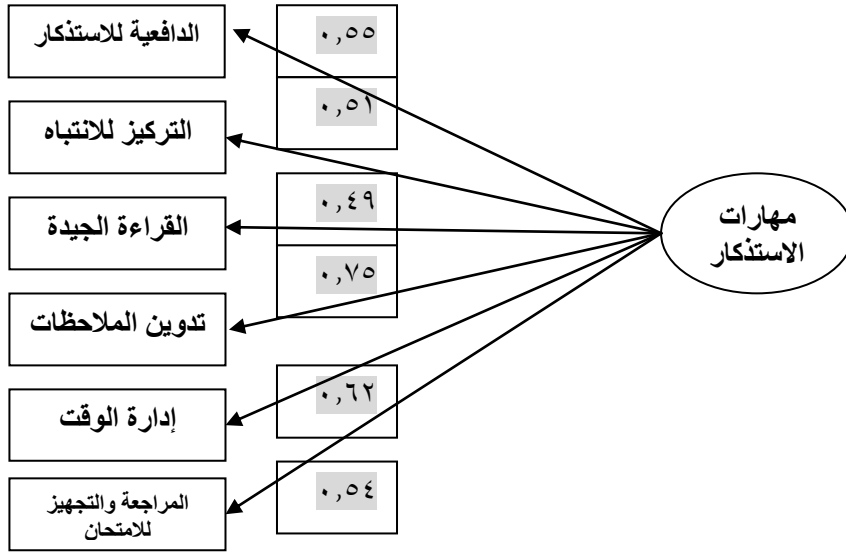 الدافعية للاستذكار
٠,٥٥
٠,٥١
التركيز للانتباه
القراءة الجيدة
٠,٤٩
مهارات
الاستذكار
٠,٧٥
تدوين الملاحظات
إدارة الوقت
٠,٦٢
المراجعة والتجهيز
للامتحان
٠,٥٤